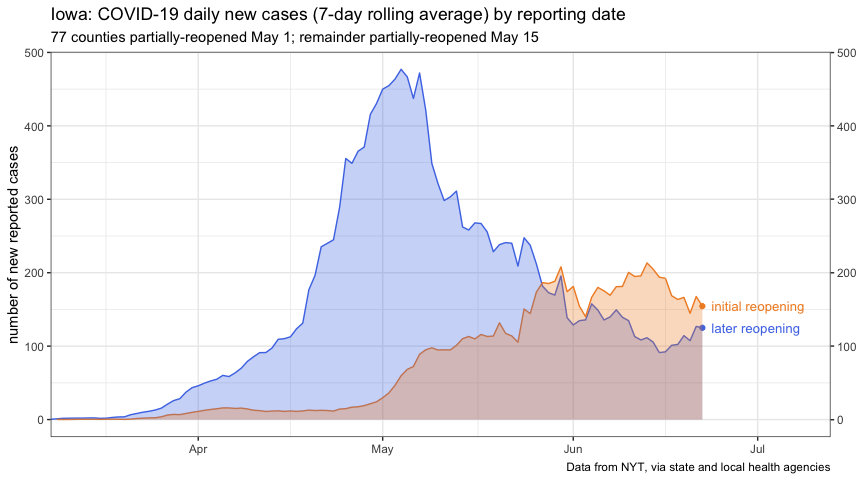 Iowa: COVID-19 daily new cases (7-day rolling average) by reporting date
77 counties partially-reopened May 1; remainder partially-reopened May 15
number of new reported cases
500
400
300
200
100
0
500
400
300
200
100
0
initial reopening
later reopening
Apr
May
Jun
Jul
Data from NYT, via state and local health agencies